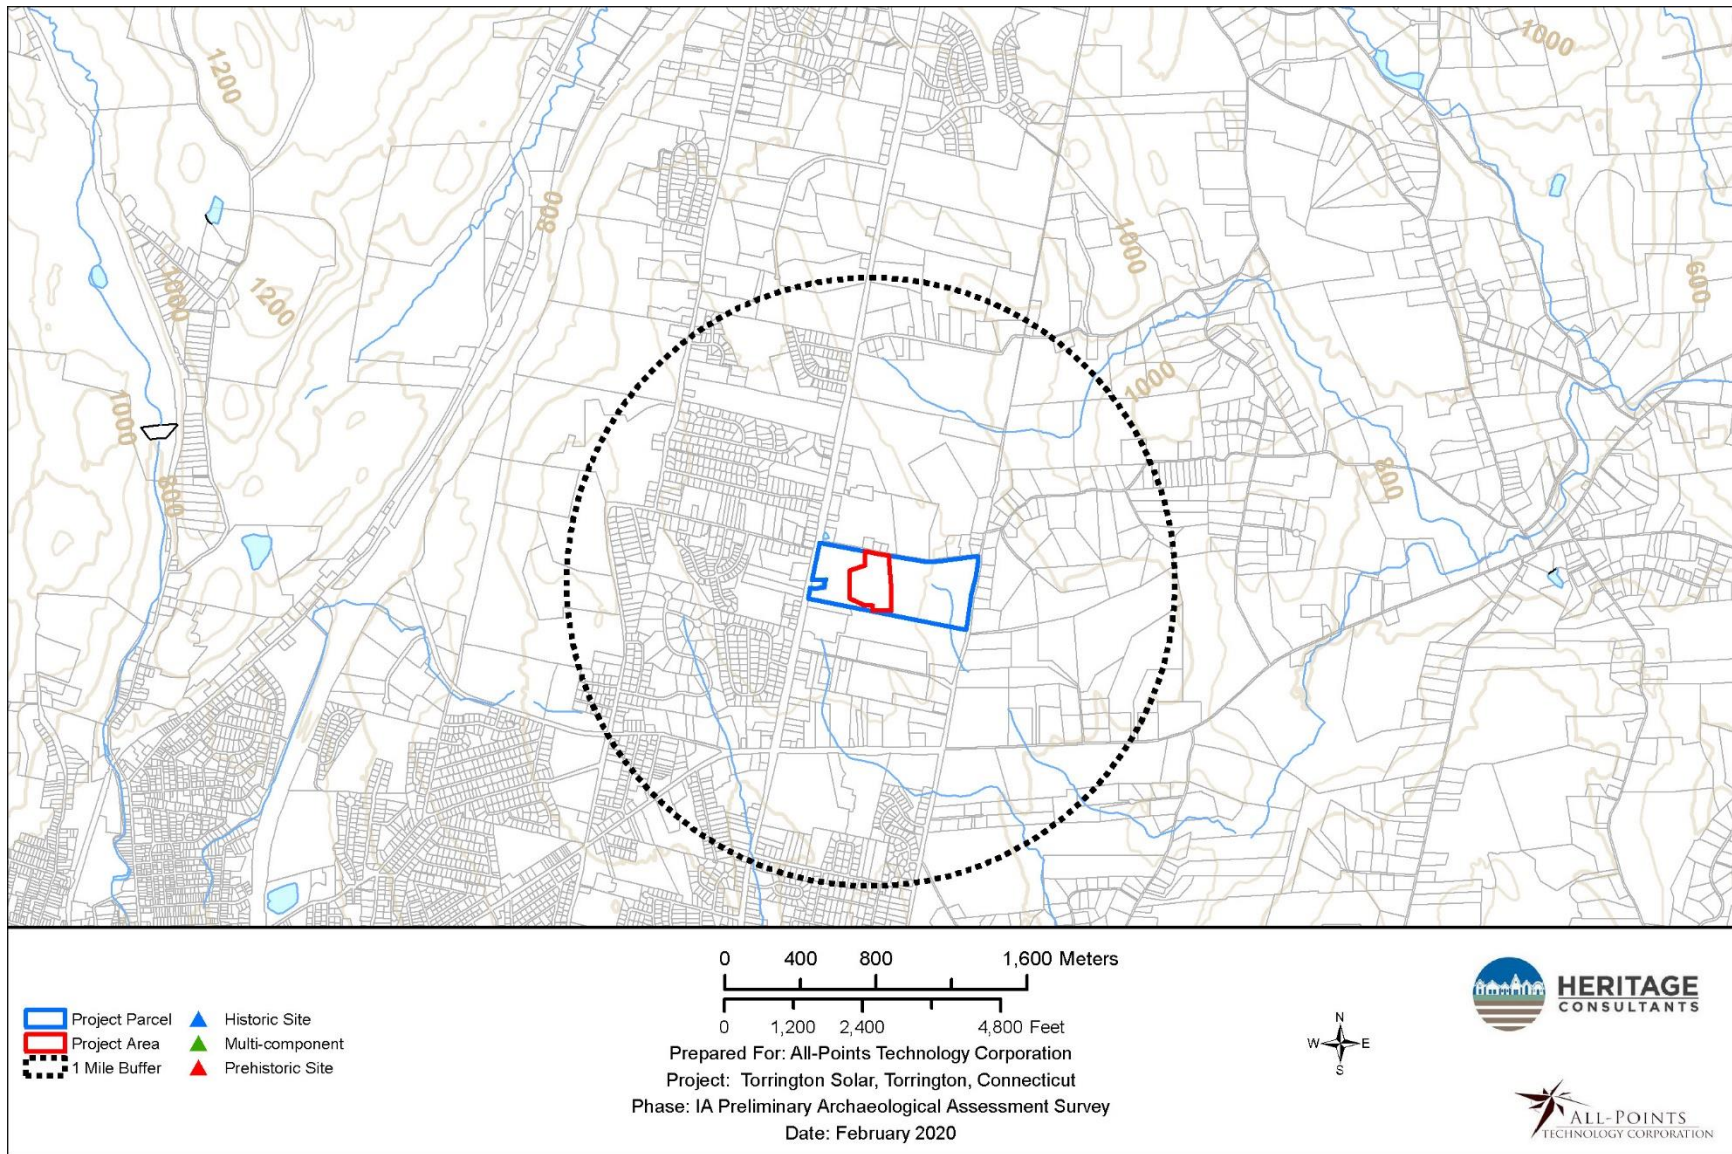 1200
1000
800
1000
1000
1200
600
1000
1000
800
800
0 400 800 1,600 Meters
0 1,200 2,400 4,800 Feet
Project Parcel
Project Area
1 Mile Buffer
Historic Site
Multi-component
Prehistoric Site
Prepared For: All-Points Technology Corporation
Project: Torrington Solar, Torrington, Connecticut
Phase: IA Preliminary Archaeological Assessment Survey
Date: February 2020
N
W E
S
HERITAGE
CONSULTANTS
ALL-POINTS
TECHNOLOGY CORPORATION